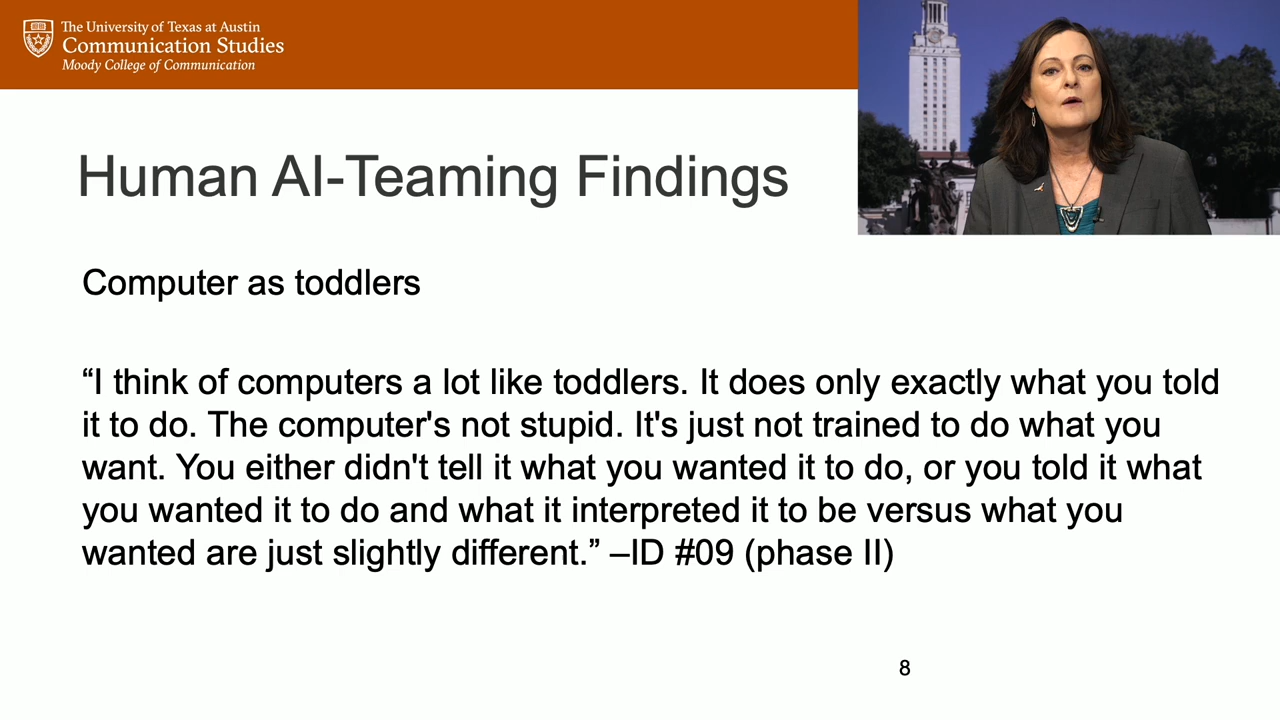 The University of Texas at Austin
Communication Studies
Moody College of Communication
Human AI-Teaming Findings
Computer as toddlers
“I think of computers a lot like toddlers. It does only exactly what you told
it to do. The computer's not stupid. It's just not trained to do what you
want. You either didn't tell it what you wanted it to do, or you told it what
you wanted it to do and what it interpreted it to be versus what you
wanted are just slightly different.” –ID #09 (phase II)
8